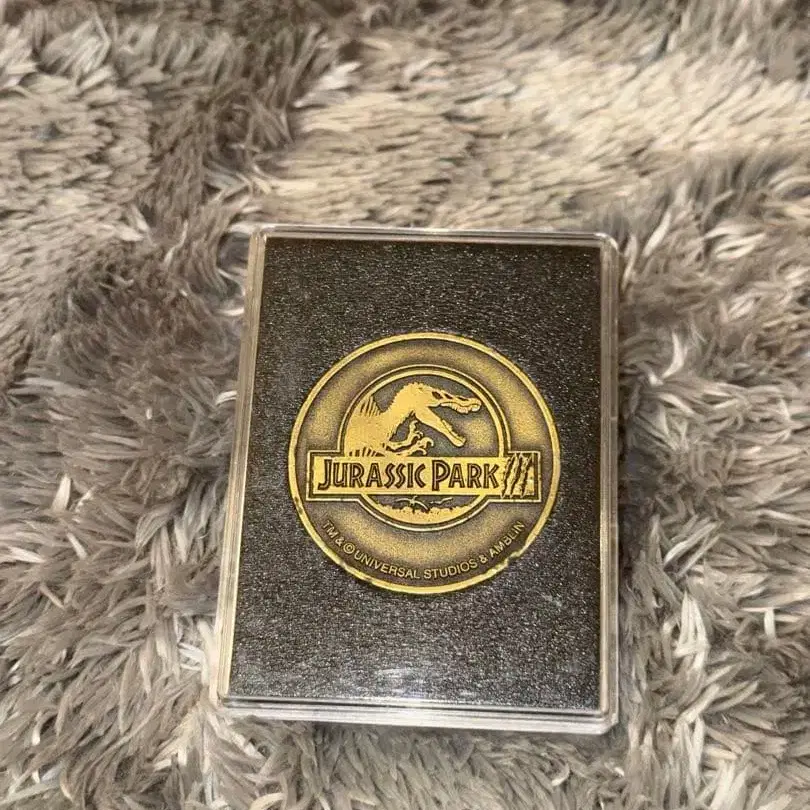 JURASSIC PARK III
TM & © UNIVERSAL STUDIOS & AMBLIN